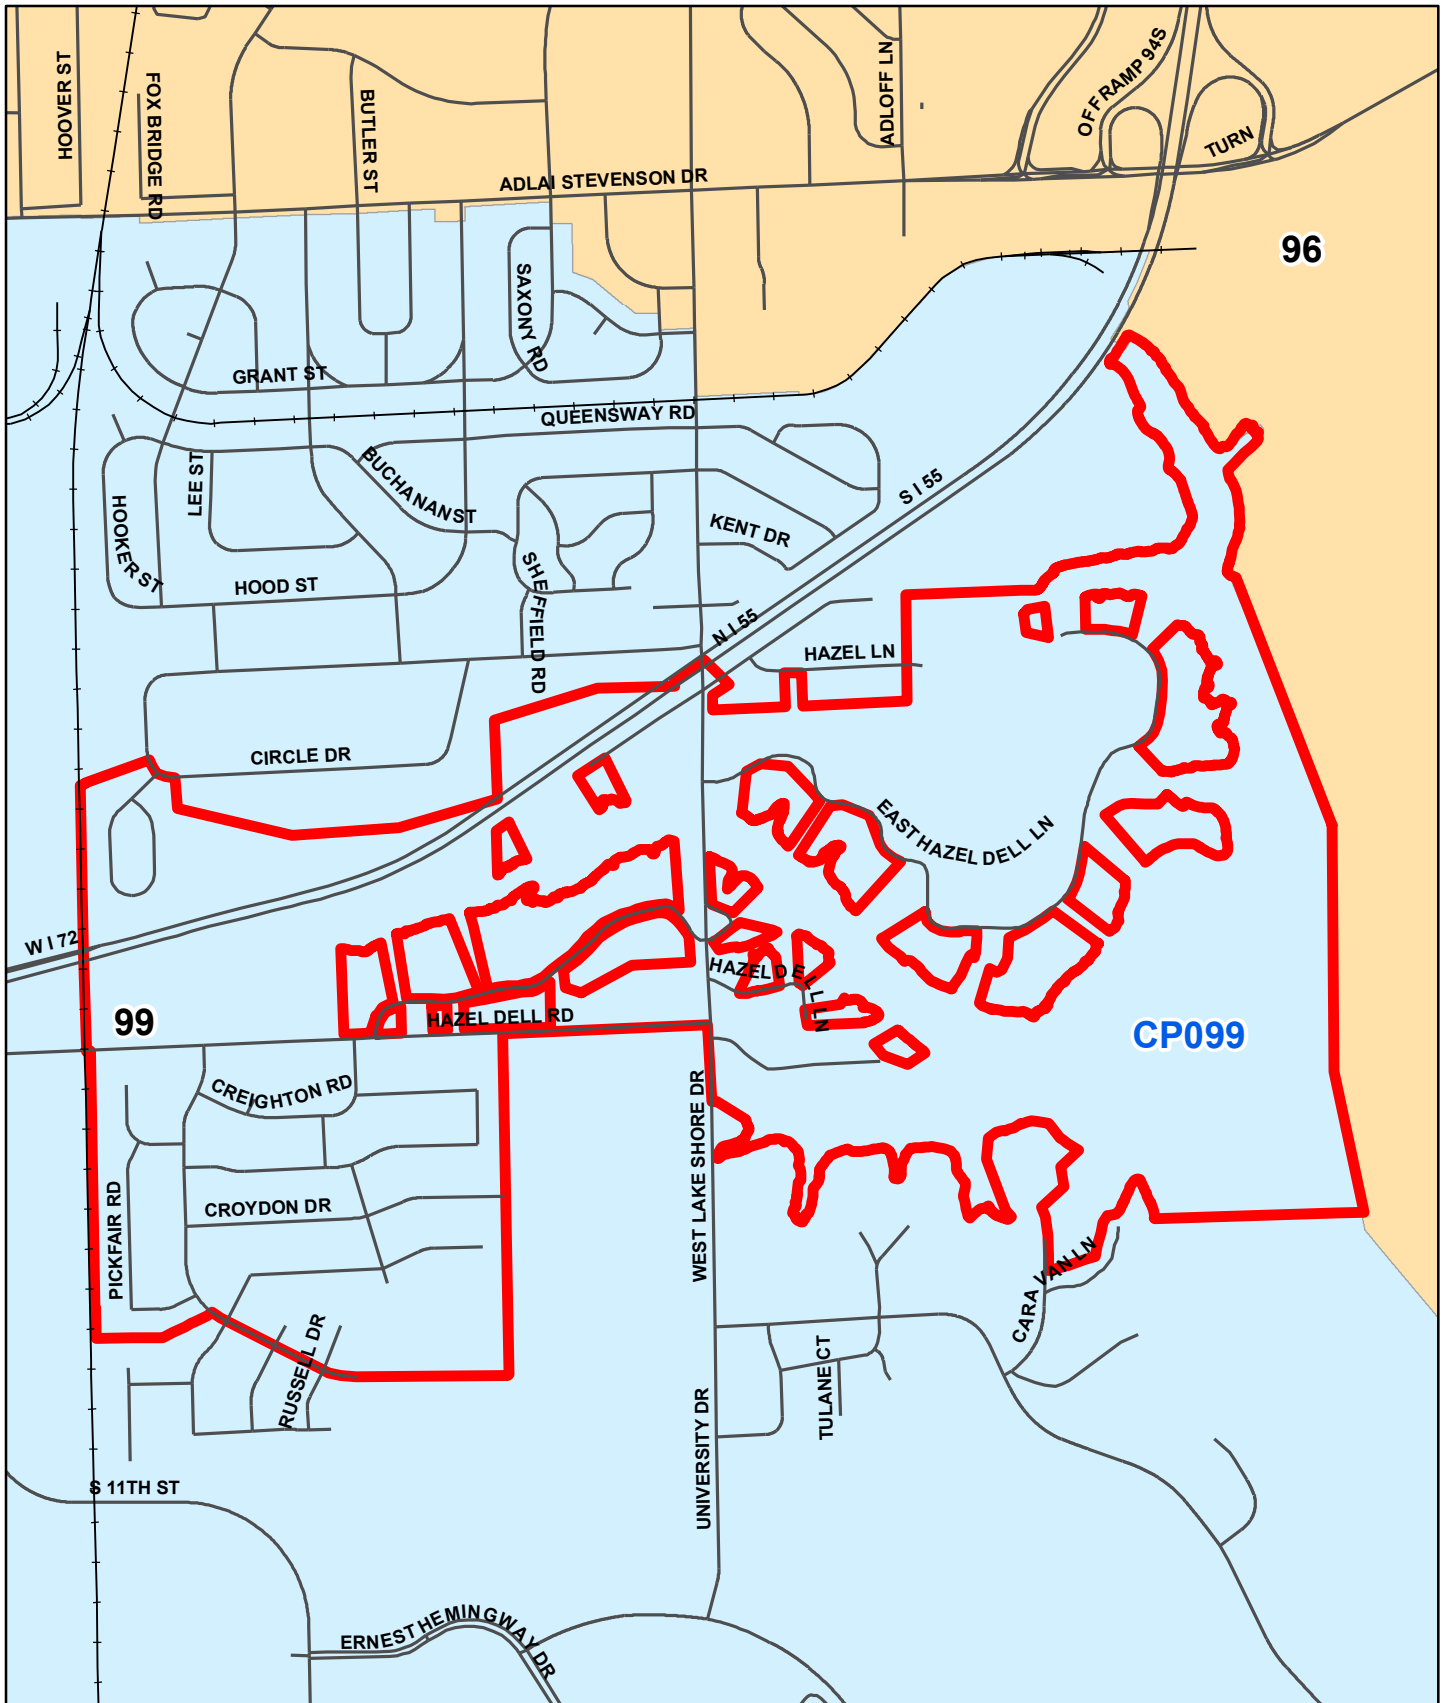 HOOVER ST
FOX BRIDGE RD
BUTLER ST
ADLAI STEVENSON DR
ADLOFF LN
OFF RAMP 94S
TURN
96
SAXONY RD
GRANT ST
QUEENSWAY RD
LEE ST
BUCHANAN ST
HOOKER ST
HOOD ST
SHEFFIELD RD
KENT DR
S I 55
N I 55
HAZEL LN
CIRCLE DR
EAST HAZEL DELL LN
W I 72
HAZEL DELL LN
99
HAZEL DELL RD
CP099
CREIGHTON RD
WEST LAKE SHORE DR
PICKFAIR RD
CROYDON DR
CARAVAN LN
RUSSELL DR
TULANE CT
UNIVERSITY DR
S 11TH ST
ERNEST HEMINGWAY DR